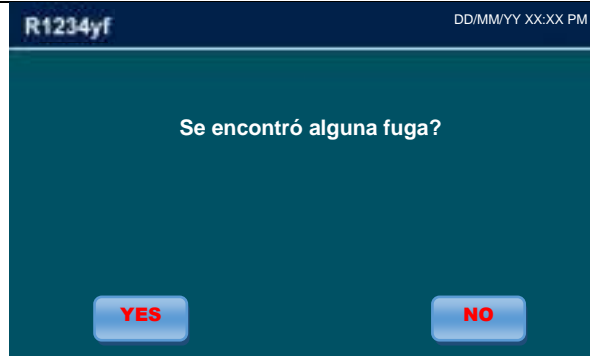 R1234yf
DD/MM/YY XX:XX PM
Se encontró alguna fuga?
YES
NO